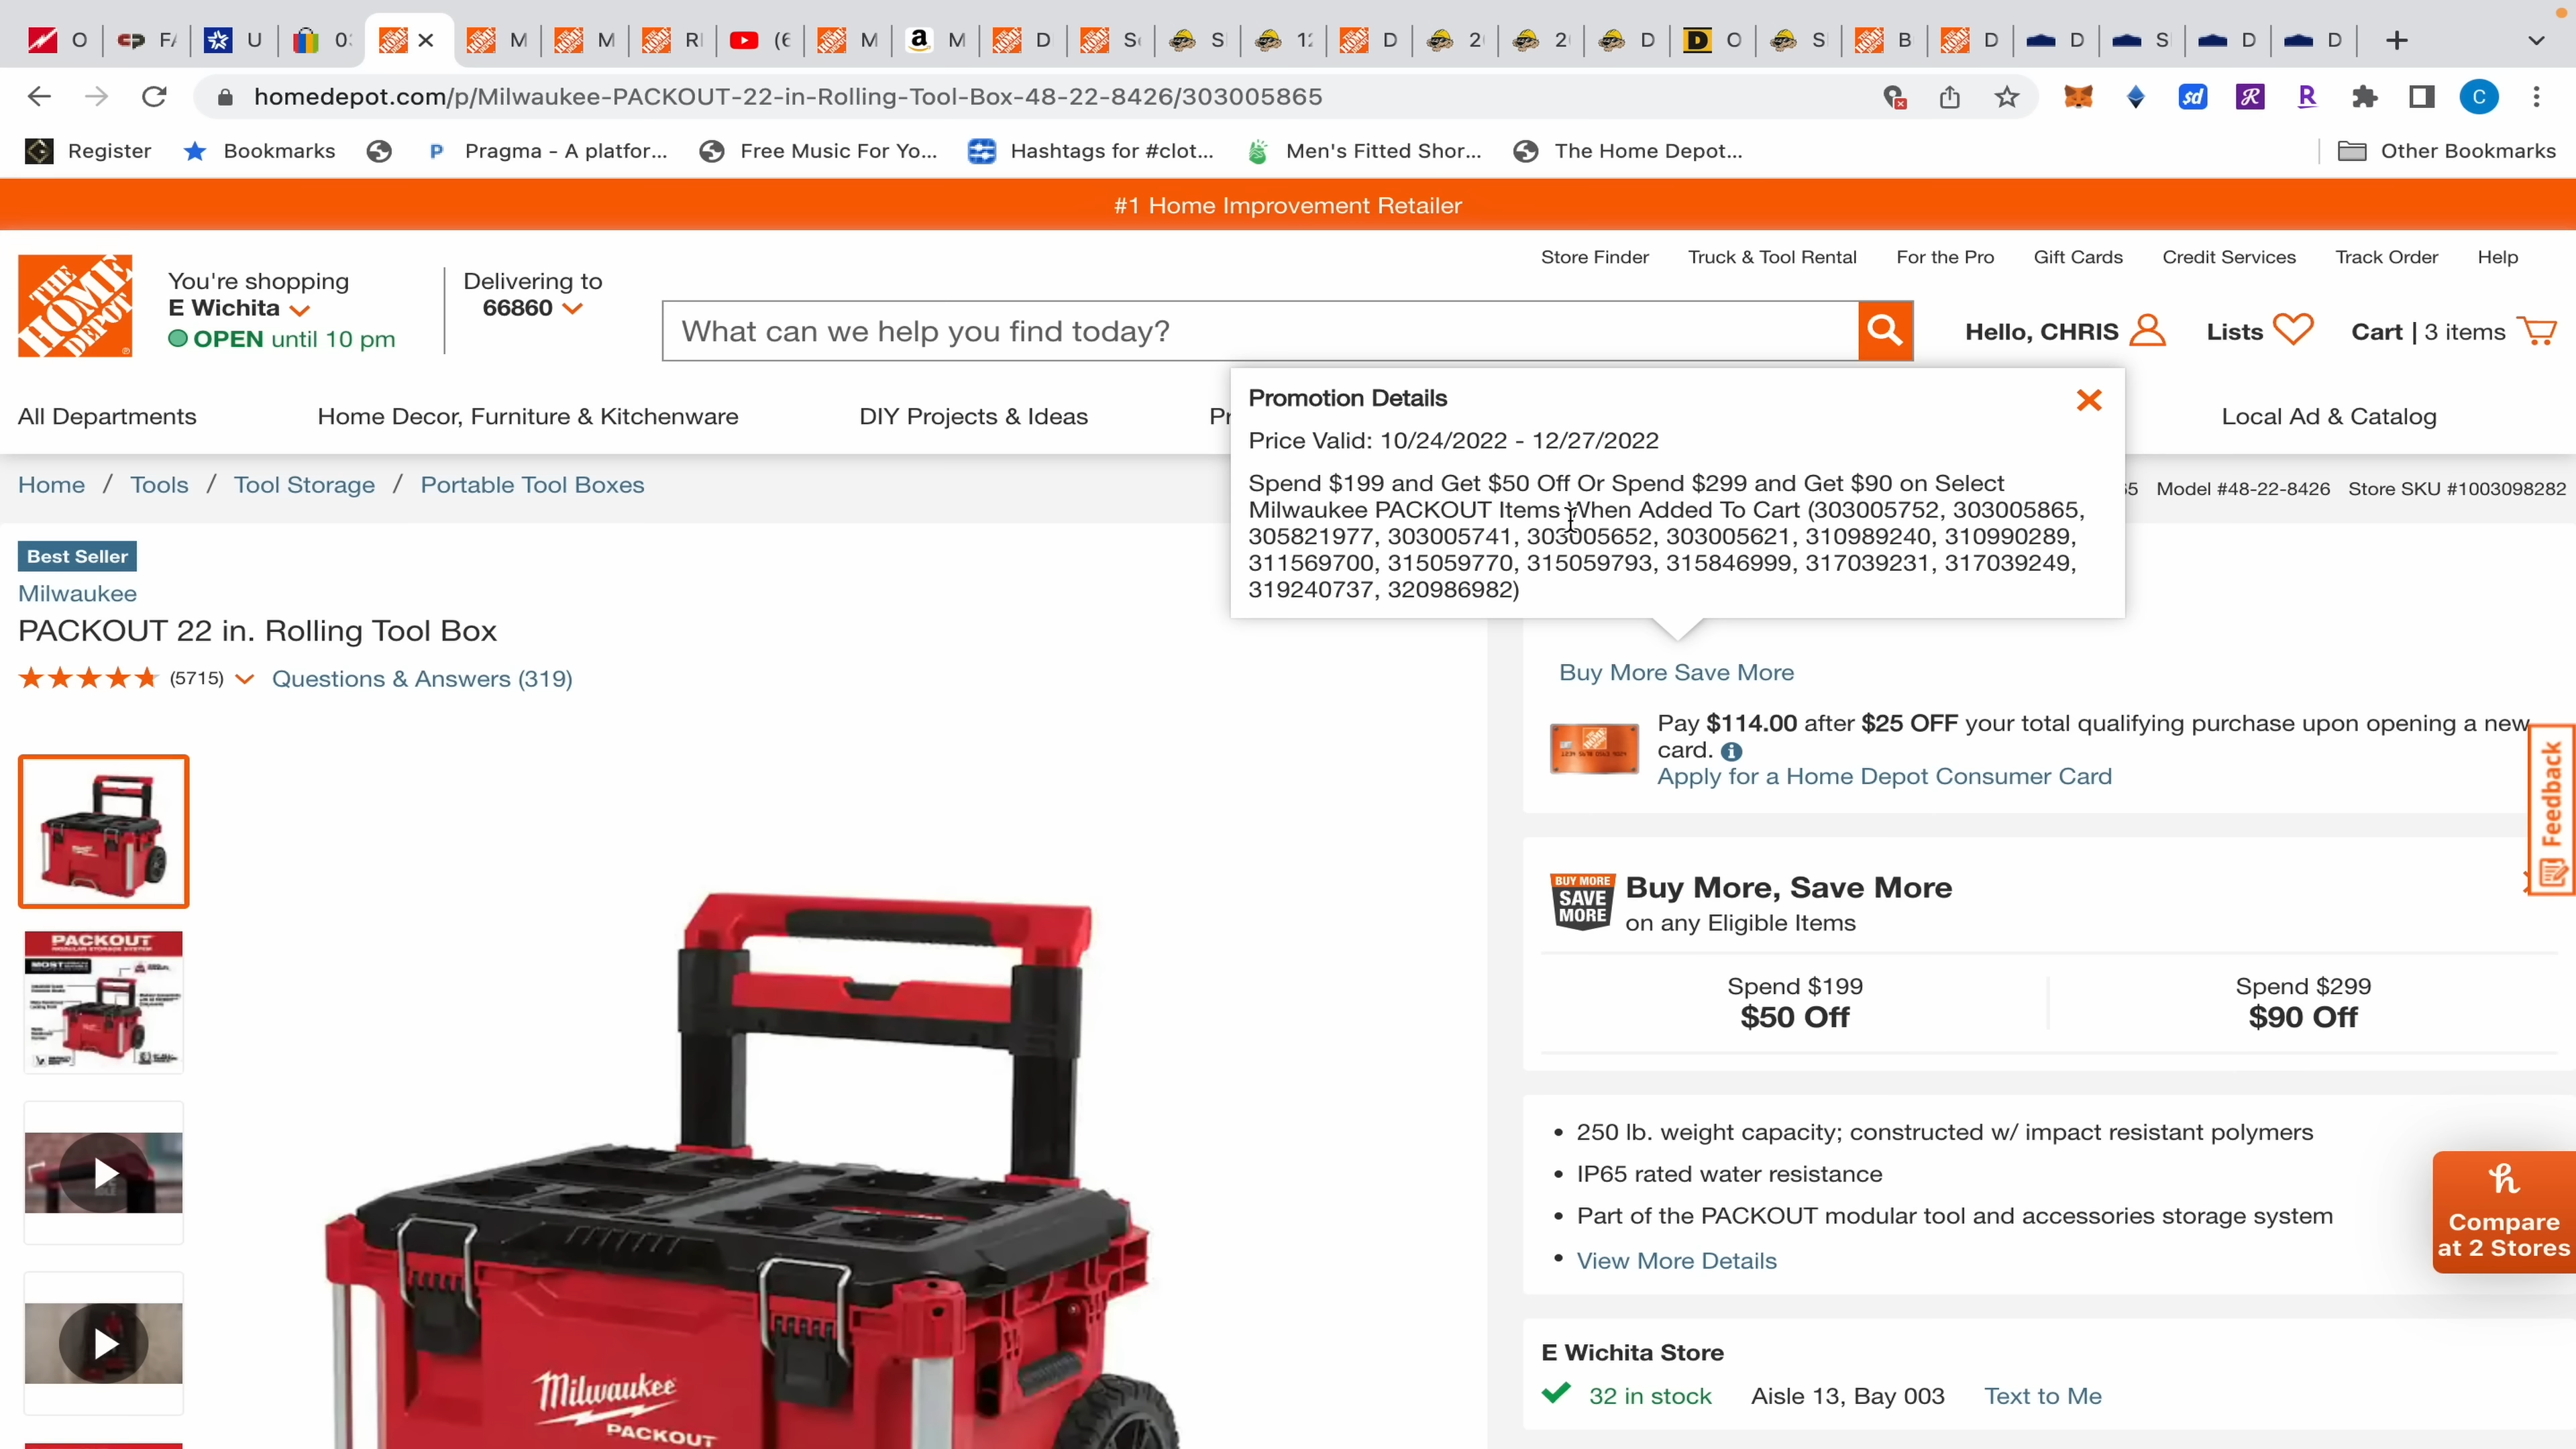 O
FA
U
03
M
M
R
(6
M
M
D
S
S
12
D
2
2
D
O
S
B
D
D
S
D
D
homedepot.com/p/Milwaukee-PACKOUT-22-in-Rolling-Tool-Box-48-22-8426/303005865
C
Register
Bookmarks
Pragma - A platfor...
Free Music For Yo...
Hashtags for #clot...
Men's Fitted Shor...
The Home Depot...
Other Bookmarks
#1 Home Improvement Retailer
Store Finder
Truck & Tool Rental
For the Pro
Gift Cards
Credit Services
Track Order
Help
THE HOME DEPOT
You're shopping
E Wichita
OPEN until 10 pm
Delivering to
66860
What can we help you find today?
Hello, CHRIS
Lists
Cart | 3 items
All Departments
Home Decor, Furniture & Kitchenware
DIY Projects & Ideas
Pr
Local Ad & Catalog
Promotion Details
Price Valid: 10/24/2022 - 12/27/2022
Spend $199 and Get $50 Off Or Spend $299 and Get $90 on Select
Milwaukee PACKOUT Items When Added To Cart (303005752, 303005865,
305821977, 303005741, 303005652, 303005621, 310989240, 310990289,
311569700, 315059770, 315059793, 315846999, 317039231, 317039249,
319240737, 320986982)
Home / Tools / Tool Storage / Portable Tool Boxes
65 Model #48-22-8426 Store SKU #1003098282
Best Seller
Milwaukee
PACKOUT 22 in. Rolling Tool Box
(5715)
Questions & Answers (319)
Buy More Save More
Pay $114.00 after $25 OFF your total qualifying purchase upon opening a new
card.
Apply for a Home Depot Consumer Card
Feedback
BUY MORE
SAVE
MORE
Buy More, Save More
on any Eligible Items
Spend $199
$50 Off
Spend $299
$90 Off
PACKOUT
MOST
250 lb. weight capacity; constructed w/ impact resistant polymers
IP65 rated water resistance
Part of the PACKOUT modular tool and accessories storage system
View More Details
Compare
at 2 Stores
E Wichita Store
32 in stock
Aisle 13, Bay 003
Text to Me
Milwaukee
PACKOUT